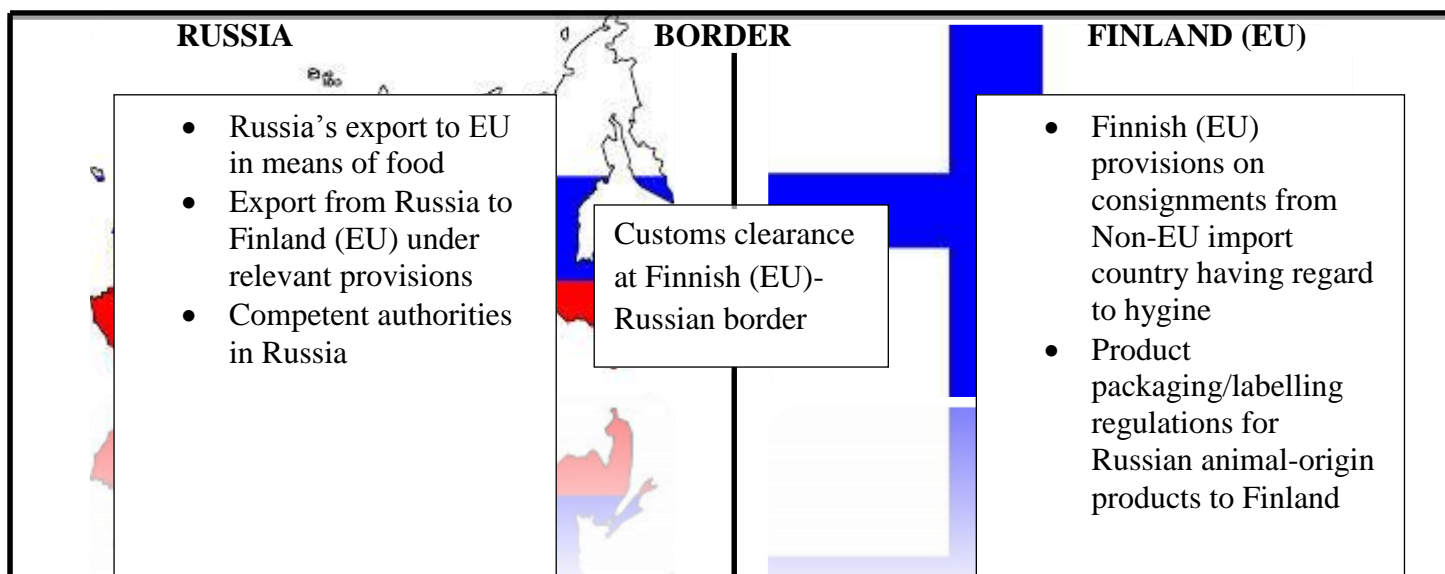 RUSSIA
BORDER
FINLAND (EU)
• Russia’s export to EU
in means of food
• Export from Russia to
Finland (EU) under
relevant provisions
• Competent authorities
in Russia
Customs clearance
at Finnish (EU)-
Russian border
• Finnish (EU)
provisions on
consignments from
Non-EU import
country having regard
to hygine
• Product
packaging/labelling
regulations for
Russian animal-origin
products to Finland